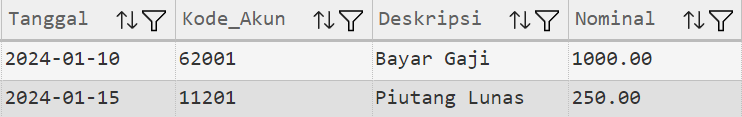 Tanggal Kode_Akun Deskripsi Nominal
2024-01-10 62001 Bayar Gaji 1000.00
2024-01-15 11201 Piutang Lunas 250.00